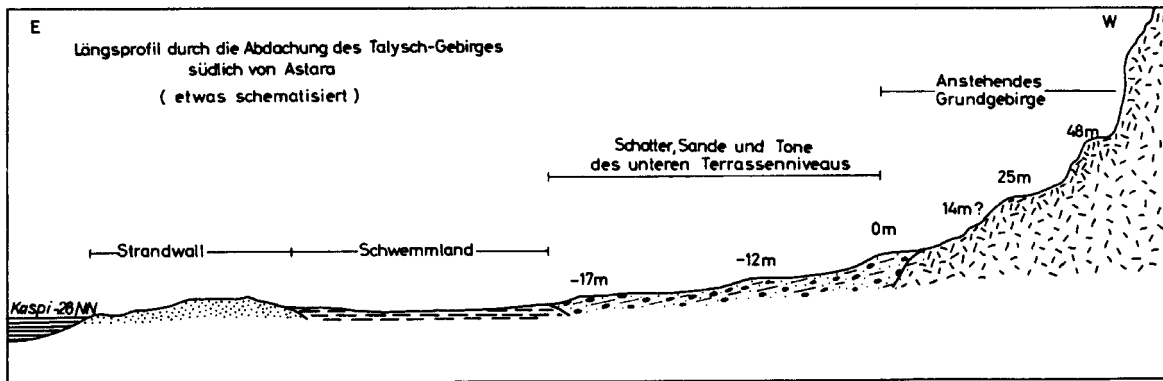 E
W
Längsprofil durch die Abdachung des Talysch-Gebirges
südlich von Astara
( etwas schematisiert )
Anstehendes
Grundgebirge
48m
Schotter, Sande und Tone
des unteren Terrassenniveaus
25m
14m?
0m
Strandwall
Schwemmland
-12m
-17m
Kaspi -26 NN